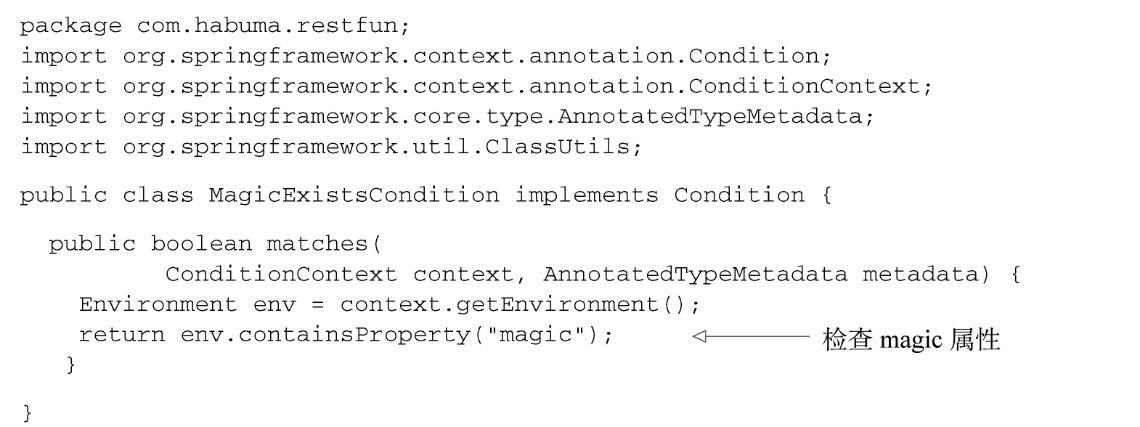 package com.habuma.restfun;
import org.springframework.context.annotation.Condition;
import org.springframework.context.annotation.ConditionContext;
import org.springframework.core.type.AnnotatedTypeMetadata;
import org.springframework.util.ClassUtils;
public class MagicExistsCondition implements Condition {
public boolean matches(
ConditionContext context, AnnotatedTypeMetadata metadata) {
Environment env = context.getEnvironment();
return env.containsProperty("magic"); 检查 magic 属性
}
}